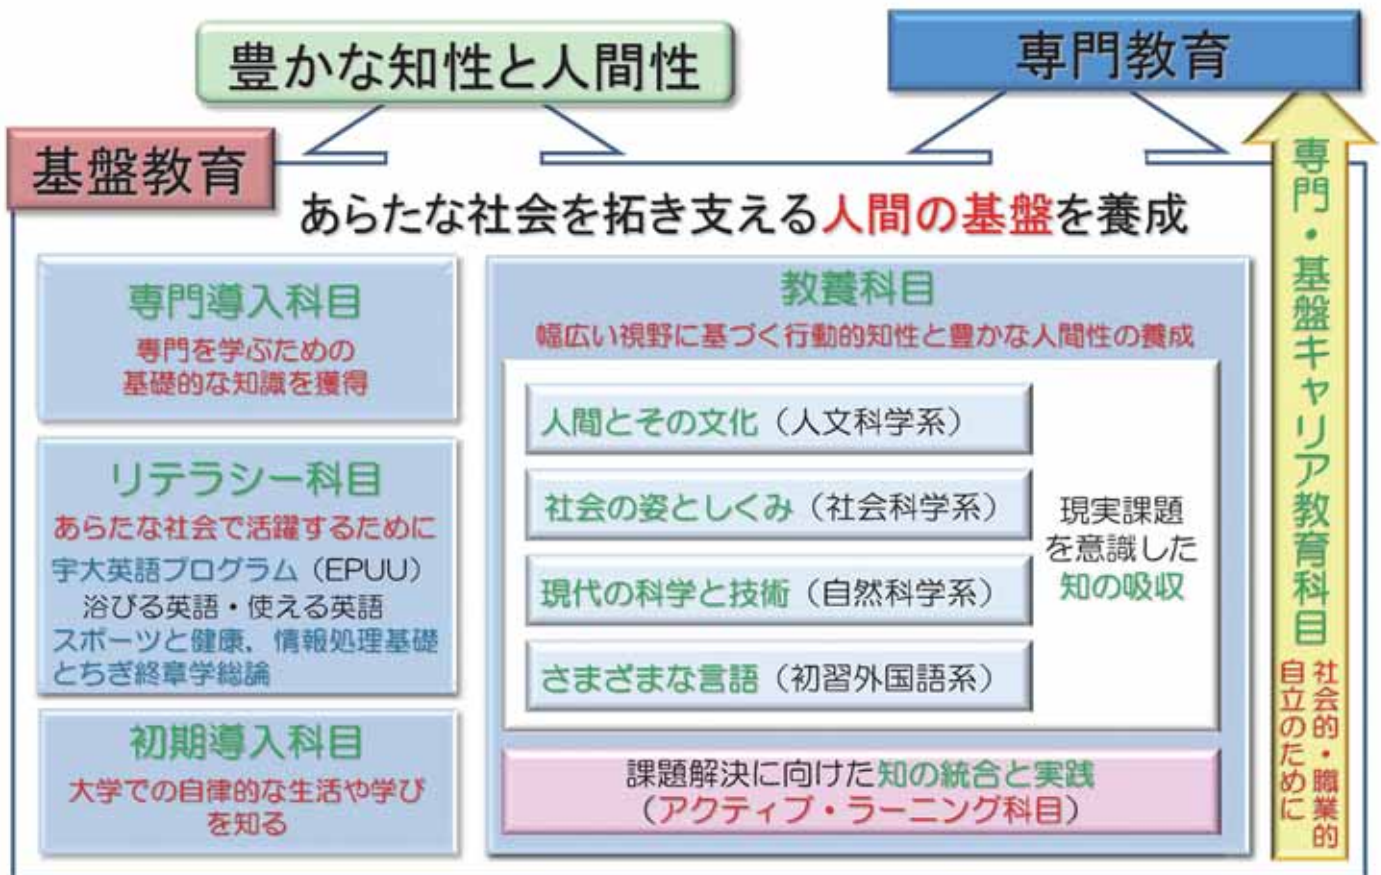 豊かな知性と人間性
専門教育
基盤教育
あらたな社会を拓き支える人間の基盤を養成
専門導入科目
専門を学ぶための
基礎的な知識を獲得
リテラシー科目
あらたな社会で活躍するために
宇大英語プログラム（EPUU）
浴びる英語・使える英語
スポーツと健康、情報処理基礎
とちぎ終章学総論
初期導入科目
大学での自律的な生活や学び
を知る
教養科目
幅広い視野に基づく行動的知性と豊かな人間性の養成
人間とその文化（人文科学系）
社会の姿としくみ（社会科学系）
現代の科学と技術（自然科学系）
さまざまな言語（初習外国語系）
現実課題
を意識した
知の吸収
課題解決に向けた知の統合と実践
（アクティブ・ラーニング科目）
専門・基盤キャリア教育科目
社会的・職業的
自立のために